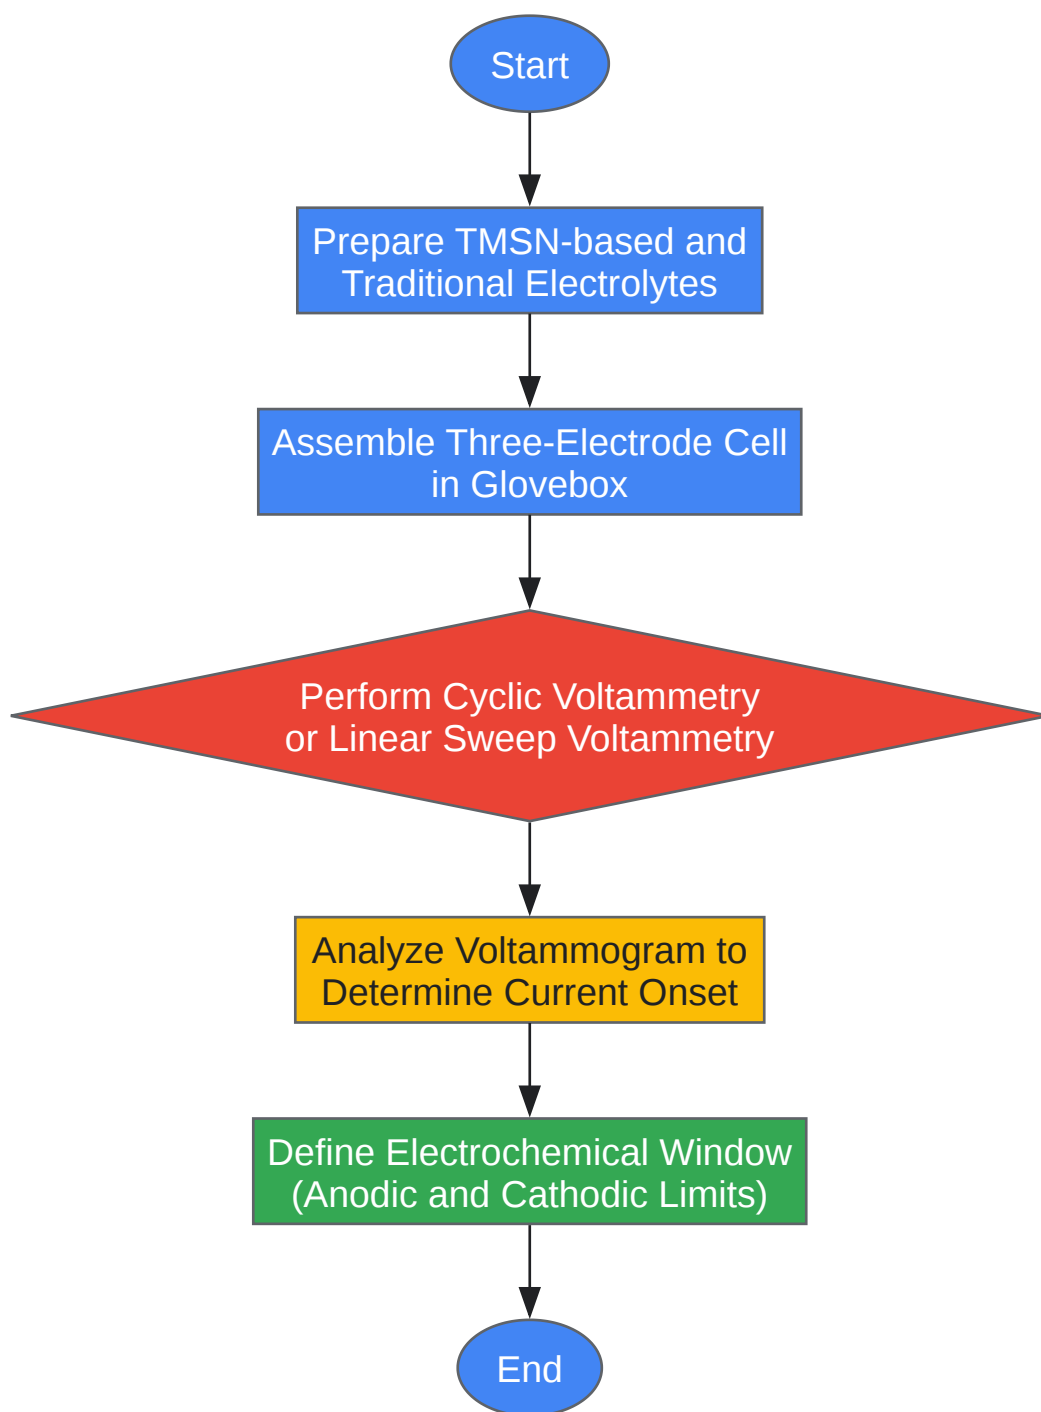 Start
Prepare TMSN-based and
Traditional Electrolytes
Assemble Three-Electrode Cell
in Glovebox
Perform Cyclic Voltammetry
or Linear Sweep Voltammetry
Analyze Voltammogram to
Determine Current Onset
Define Electrochemical Window
(Anodic and Cathodic Limits)
End